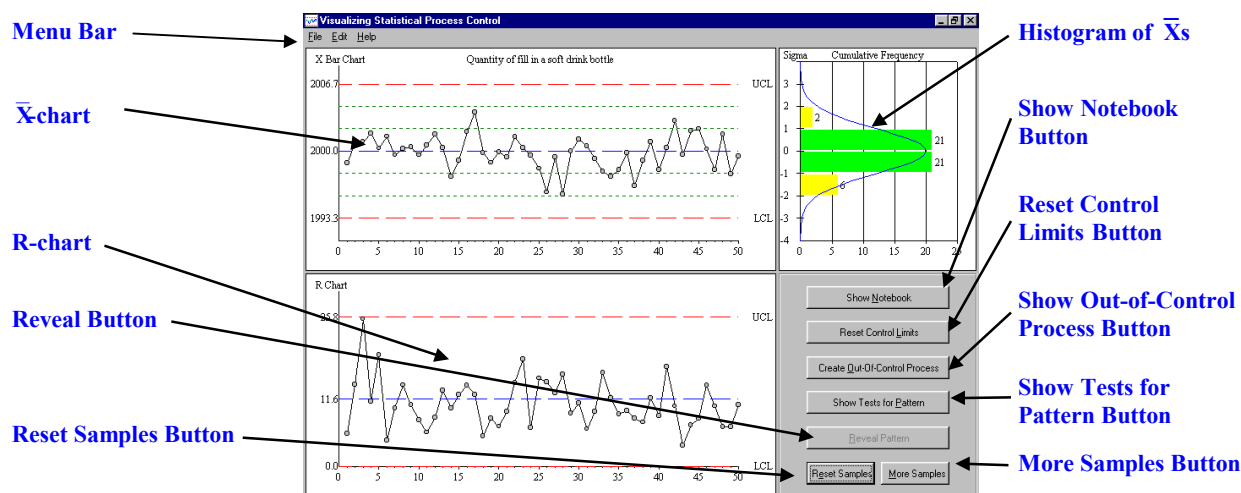 Menu Bar
X-chart
R-chart
Reveal Button
Reset Samples Button
Visualizing Statistical Process Control
File Edit Help
X Bar Chart
Quantity of fill in a soft drink bottle
2006.7
UCL
2000.0
1993.3
LCL
0 5 10 15 20 25 30 35 40 45 50
Sigma
Cumulative Frequency
3
2
1
0
-1
-2
-3
-4
2
21
21
6
0 5 10 15 20 25
R Chart
25.8
UCL
11.6
0.0
LCL
0 5 10 15 20 25 30 35 40 45 50
Show Notebook
Reset Control Limits
Create Out-Of-Control Process
Show Tests for Pattern
Reveal Pattern
Reset Samples
More Samples
Histogram of X̅s
Show Notebook
Button
Reset Control
Limits Button
Show Out-of-Control
Process Button
Show Tests for
Pattern Button
More Samples Button